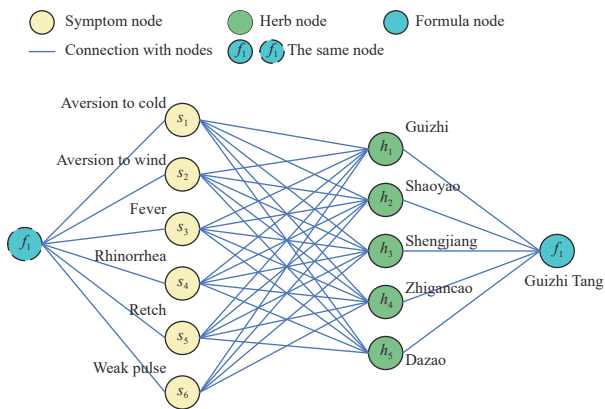 Symptom node
Herb node
Formula node
Connection with nodes
f1 f1 The same node
Aversion to cold
s1
Aversion to wind
s2
Fever
s3
Rhinorrhea
s4
Retch
s5
Weak pulse
s6
f1
Guizhi
h1
Shaoyao
h2
Shengjiang
h3
Zhigancao
h4
Dazao
h5
f1
Guizhi Tang